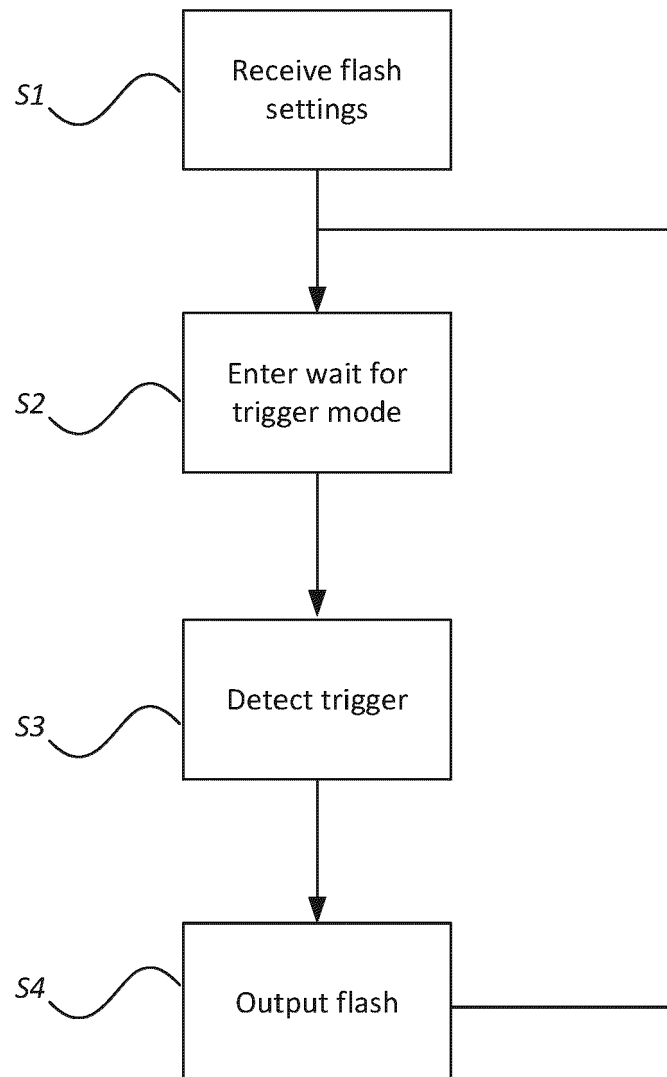 S1
Receive flash
settings
S2
Enter wait for
trigger mode
S3
Detect trigger
S4
Output flash